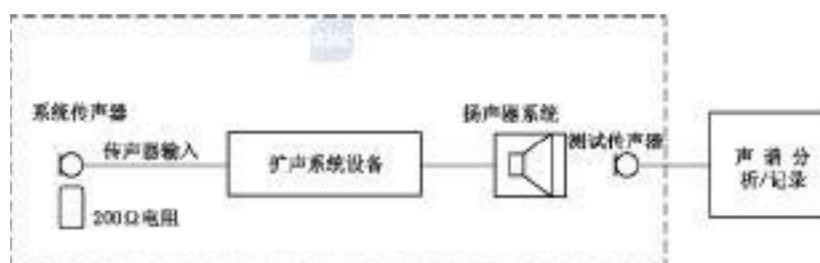 系统传声器
传声器输入
200Ω电阻
扩声系统设备
扬声器系统
测试传声器
声谱分
析/记录